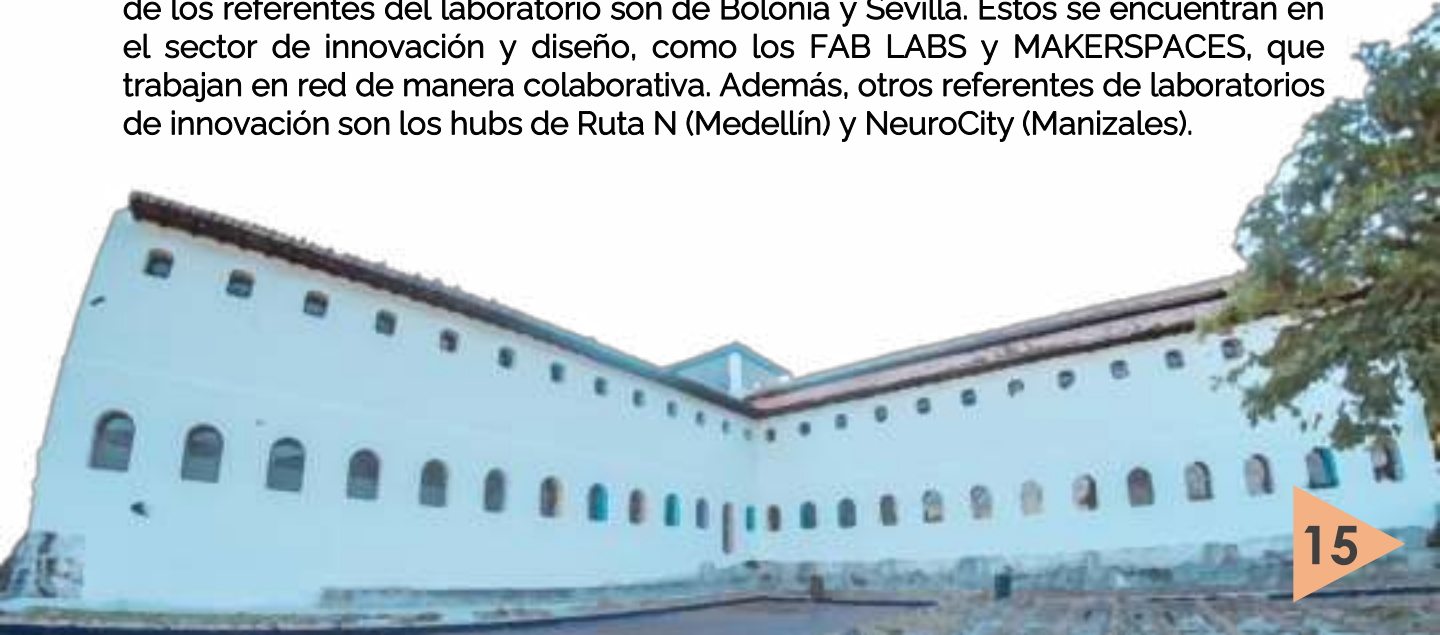 de los referentes del laboratorio son de Bolonia y Sevilla. Estos se encuentran en
el sector de innovación y diseño, como los FAB LABS y MAKERSPACES, que
trabajan en red de manera colaborativa. Además, otros referentes de laboratorios
de innovación son los hubs de Ruta N (Medellín) y NeuroCity (Manizales).
15